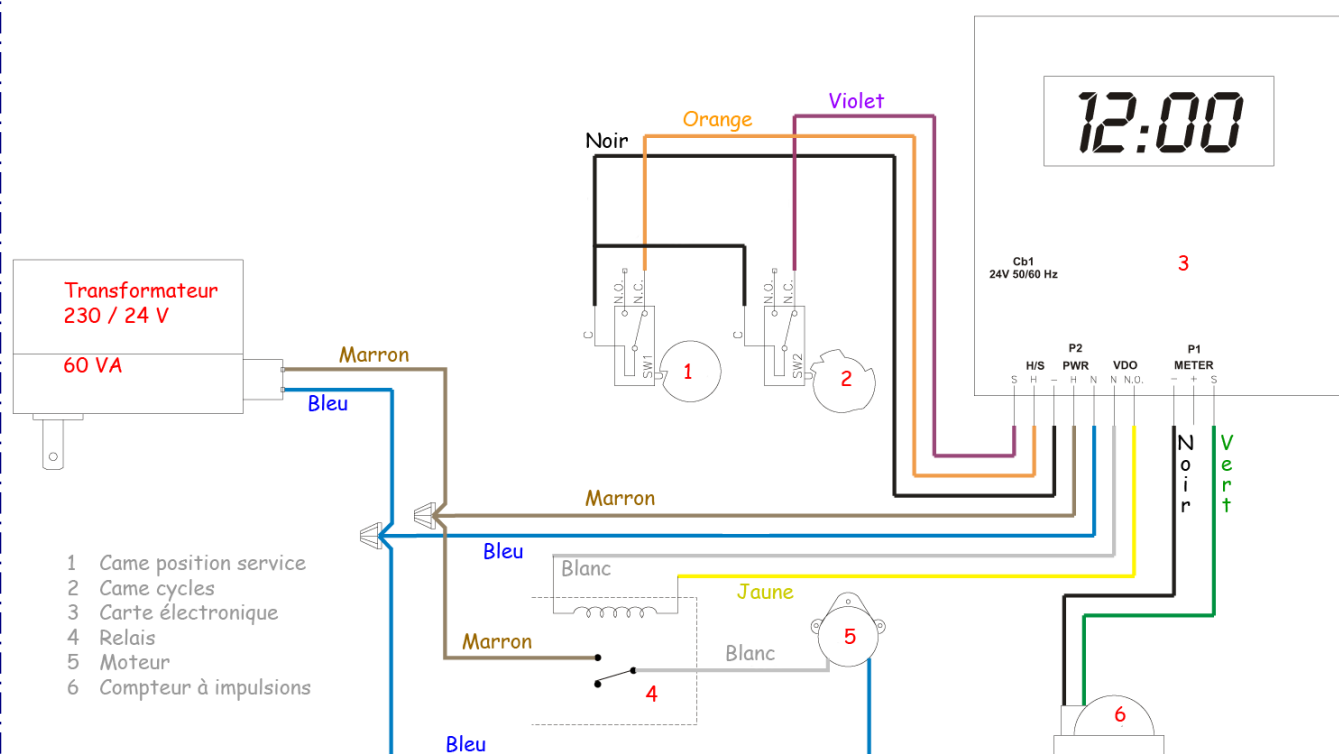 Violet
Orange
Noir
12:00
Cb1
24V 50/60 Hz
3
Transformateur
230 / 24 V
60 VA
N.O.
N.C.
N.O.
N.C.
C
SW1
1
C
SW2
2
Marron
Bleu
P2
P1
H/S
PWR
VDO
METER
S H – H N N N.O. – + S
Noir
Vert
Marron
Bleu
Blanc
Jaune
1 Came position service
2 Came cycles
3 Carte électronique
4 Relais
5 Moteur
6 Compteur à impulsions
Marron
Blanc
5
4
6
Bleu